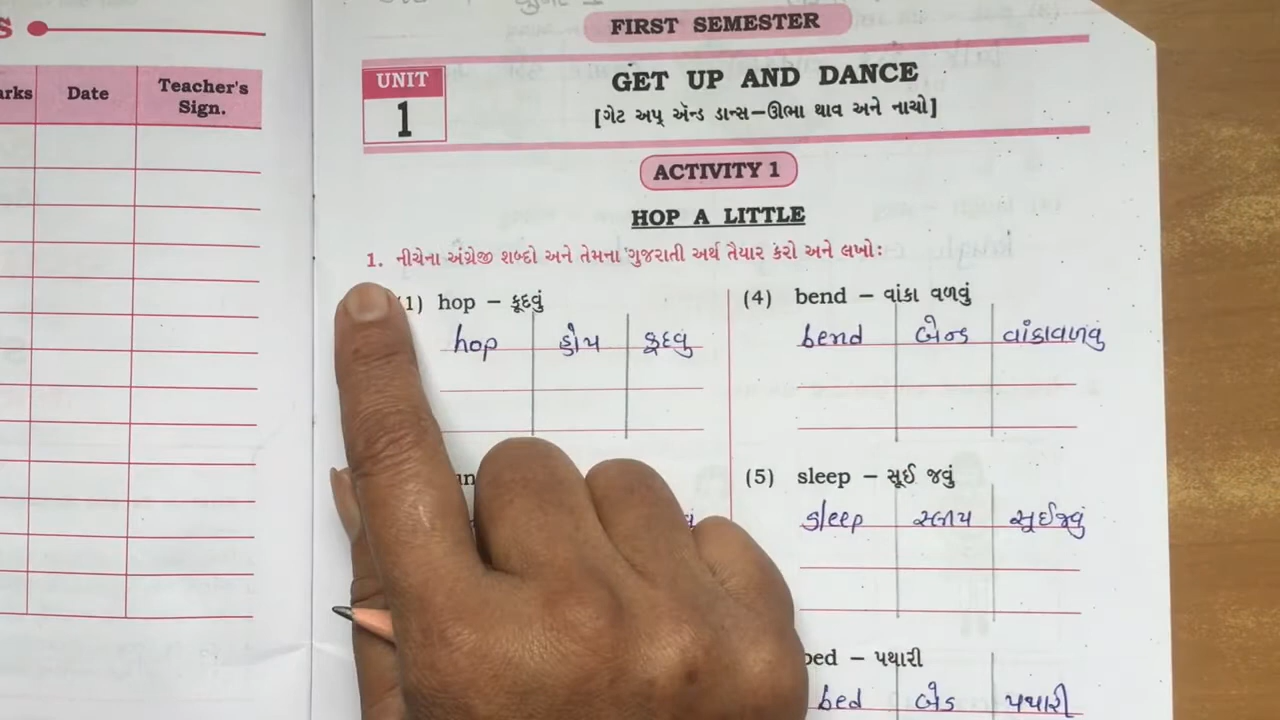 S
arks Date Teacher's Sign.
FIRST SEMESTER
UNIT 1
GET UP AND DANCE
[ગેટ અપ્ ઍન્ડ ડાન્સ–ઊભા થાવ અને નાચો]
ACTIVITY 1
HOP A LITTLE
1. નીચેના અંગ્રેજી શબ્દો અને તેમના ગુજરાતી અર્થ તૈયાર કરો અને લખોઃ
(1) hop – કૂદવું
hop હોપ કૂદવું
(4) bend – વાંકા વળવું
bend બેન્ડ વાંકાવળવું
(5) sleep – સૂઈ જવું
sleep સ્લીપ સૂઈજવું
bed – પથારી
bed બેડ પથારી